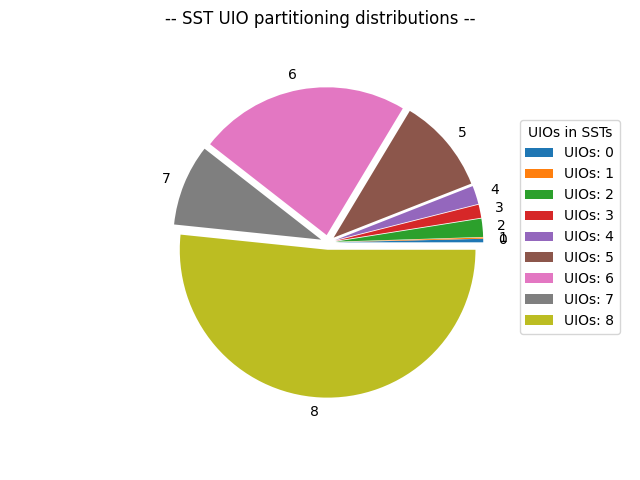 -- SST UIO partitioning distributions --
6
5
7
4
3
2
1
0
8
UIOs in SSTs
UIOs: 0
UIOs: 1
UIOs: 2
UIOs: 3
UIOs: 4
UIOs: 5
UIOs: 6
UIOs: 7
UIOs: 8